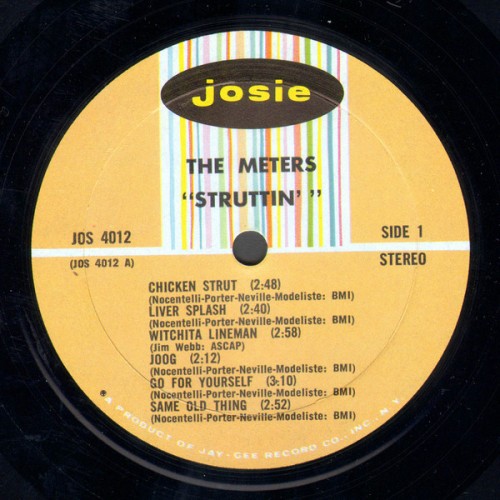 josie
THE METERS
"STRUTTIN' "
JOS 4012
SIDE 1
(JOS 4012 A)
STEREO
CHICKEN STRUT (2:48)
(Nocentelli-Porter-Neville-Modeliste: BMI)
LIVER SPLASH (2:40)
(Nocentelli-Porter-Neville-Modeliste: BMI)
WITCHITA LINEMAN (2:58)
(Jim Webb: ASCAP)
JOOG (2:12)
(Nocentelli-Porter-Neville-Modeliste: BMI)
GO FOR YOURSELF (3:10)
(Nocentelli-Porter-Neville-Modeliste: BMI)
SAME OLD THING (2:52)
(Nocentelli-Porter-Neville-Modeliste: BMI)
A PRODUCT OF JAY-GEE RECORD CO., INC., N.Y.